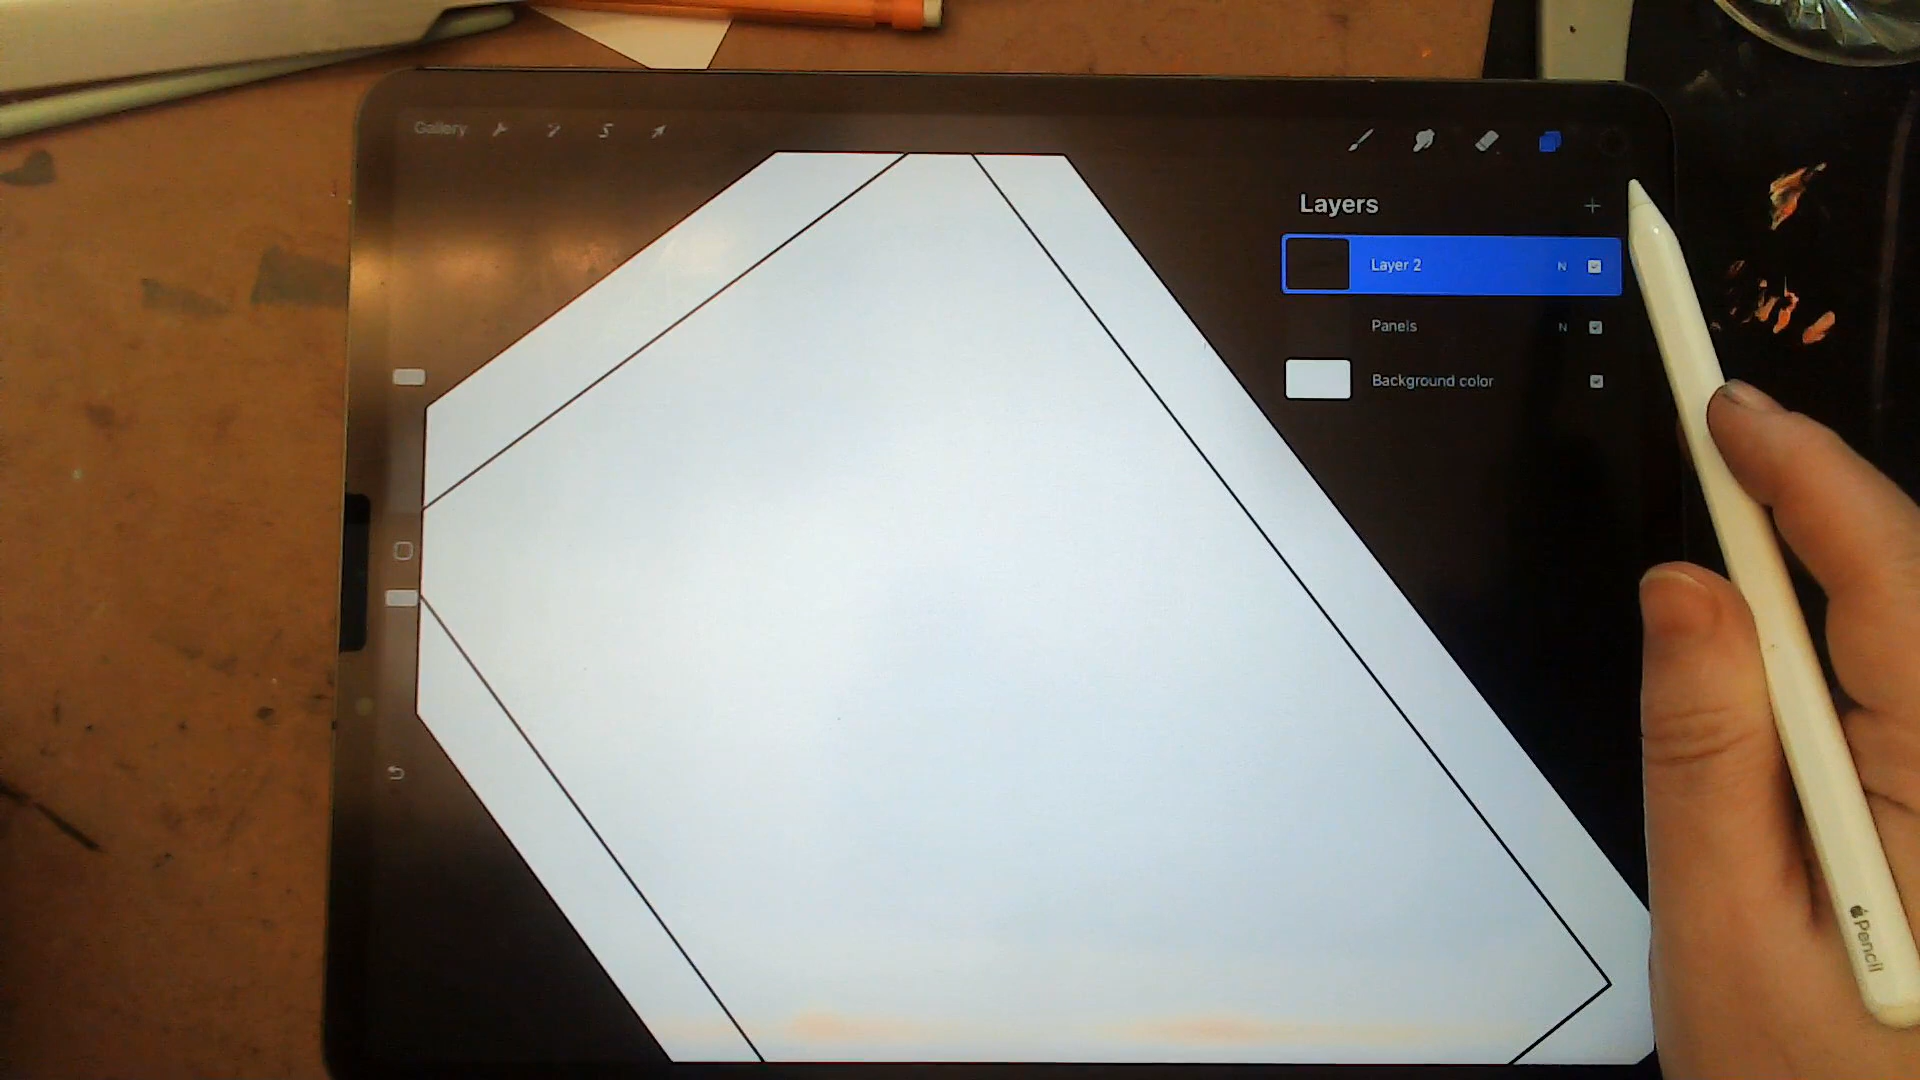 Gallery
Layers
Layer 2 N
Panels N
Background color
Pencil